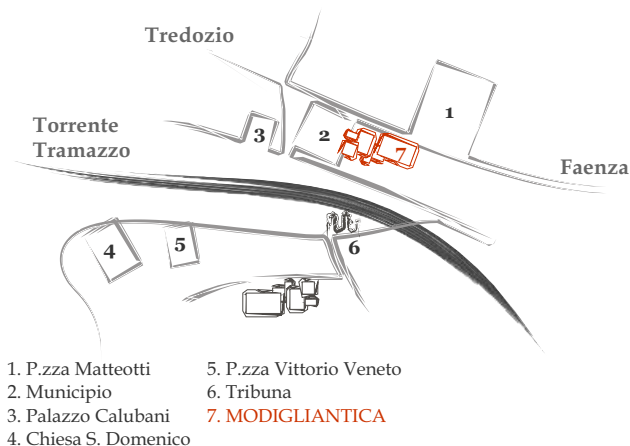 Tredozio
1
2
3
7
Torrente
Tramazzo
Faenza
4
5
6
1. P.zza Matteotti
2. Municipio
3. Palazzo Calubani
4. Chiesa S. Domenico
5. P.zza Vittorio Veneto
6. Tribuna
7. MODIGLIANTICA